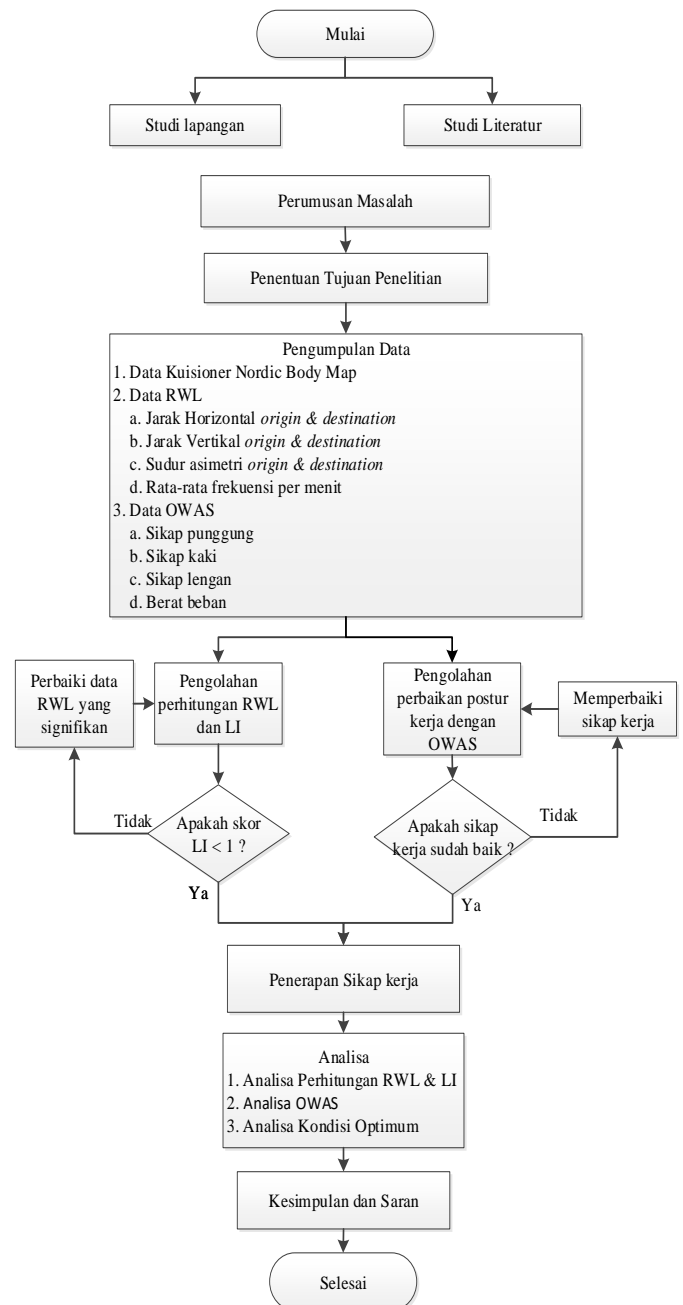 Mulai
Studi lapangan
Studi Literatur
Perumusan Masalah
Penentuan Tujuan Penelitian
Pengumpulan Data
1. Data Kuisioner Nordic Body Map
2. Data RWL
a. Jarak Horizontal origin & destination
b. Jarak Vertikal origin & destination
c. Sudur asimetri origin & destination
d. Rata-rata frekuensi per menit
3. Data OWAS
a. Sikap punggung
b. Sikap kaki
c. Sikap lengan
d. Berat beban
Perbaiki data
RWL yang
signifikan
Pengolahan
perhitungan RWL
dan LI
Pengolahan
perbaikan postur
kerja dengan
OWAS
Memperbaiki
sikap kerja
Tidak
Apakah skor
LI < 1 ?
Ya
Apakah sikap
kerja sudah baik ?
Tidak
Ya
Penerapan Sikap kerja
Analisa
1. Analisa Perhitungan RWL & LI
2. Analisa OWAS
3. Analisa Kondisi Optimum
Kesimpulan dan Saran
Selesai